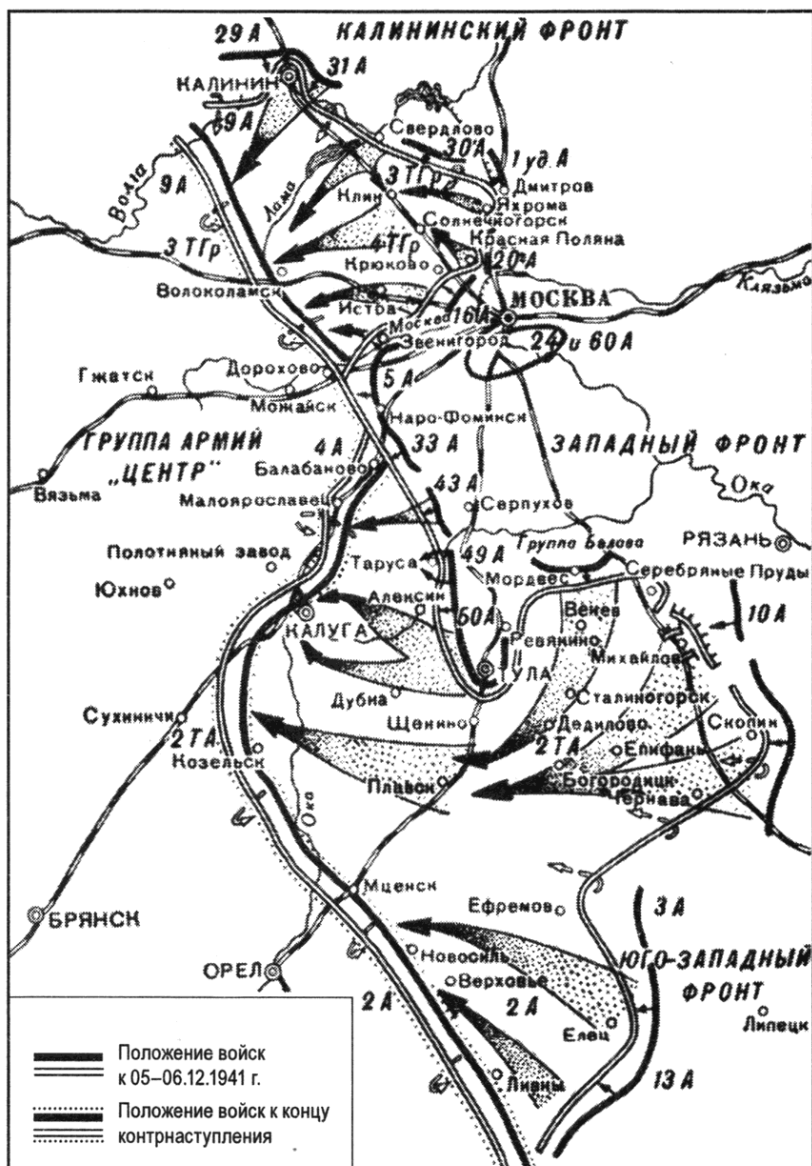 29 А
КАЛИНИНСКИЙ ФРОНТ
31 А
КАЛИНИН
9 А
Свердлово
30 А
1 уд. А
9 А
Волга
Лама
3 ТГр
Дмитров
Яхрома
Клин
Солнечногорск
3 ТГр
4 ТГр
Красная Поляна
20 А
Крюково
Волоколамск
Истра
Клязьма
МОСКВА
16 А
Москва
Звенигород
24 и 60 А
Дорохово
Гжатск
5 А
Можайск
Наро-Фоминск
ГРУППА АРМИЙ
„ЦЕНТР"
33 А
ЗАПАДНЫЙ ФРОНТ
4 А
Балабаново
Вязьма
Малоярославец
43 А
Серпухов
Ока
РЯЗАНЬ
Полотняный завод
49 А
Группа Белова
Таруса
Мордвес
Серебряные Пруды
Юхнов
Алексин
50 А
Венев
10 А
КАЛУГА
Ревякино
Михайлов
ТУЛА
Дубна
Сталиногорск
Сухиничи
Щекино
Дедилово
Скопин
2 ТА
2 ТА
Епифань
Козельск
Плавск
Богородицк
Чернава
Ока
Мценск
Ефремов
3 А
БРЯНСК
ОРЕЛ
Новосиль
ЮГО-ЗАПАДНЫЙ
ФРОНТ
Верховье
2 А
2 А
Елец
Липецк
Ливны
13 А
Положение войск
к 05–06.12.1941 г.
Положение войск к концу
контрнаступления